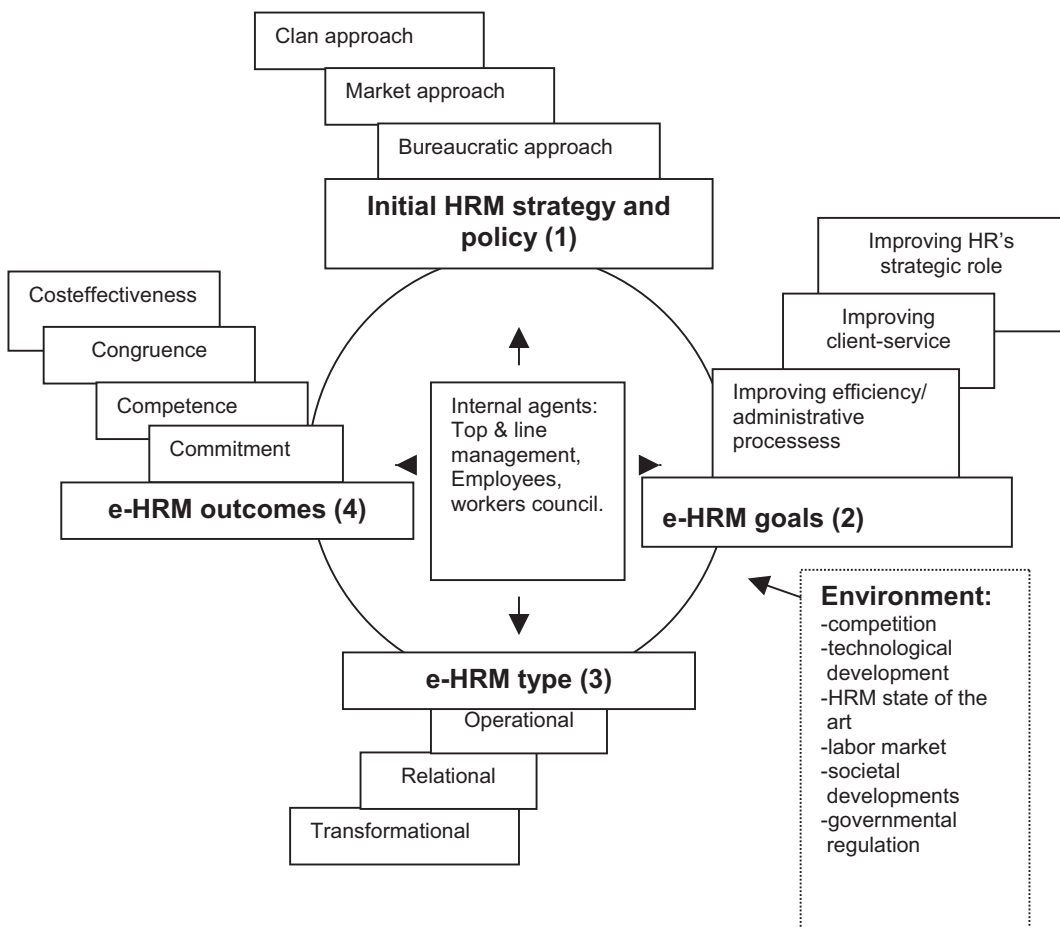 Clan approach
Market approach
Bureaucratic approach
Initial HRM strategy and
policy (1)
Improving HR’s
strategic role
Improving
client-service
Improving efficiency/
administrative
processess
e-HRM goals (2)
Costeffectiveness
Congruence
Competence
Commitment
e-HRM outcomes (4)
Internal agents:
Top & line
management,
Employees,
workers council.
e-HRM type (3)
Operational
Relational
Transformational
Environment:
-competition
-technological
development
-HRM state of the
art
-labor market
-societal
developments
-governmental
regulation